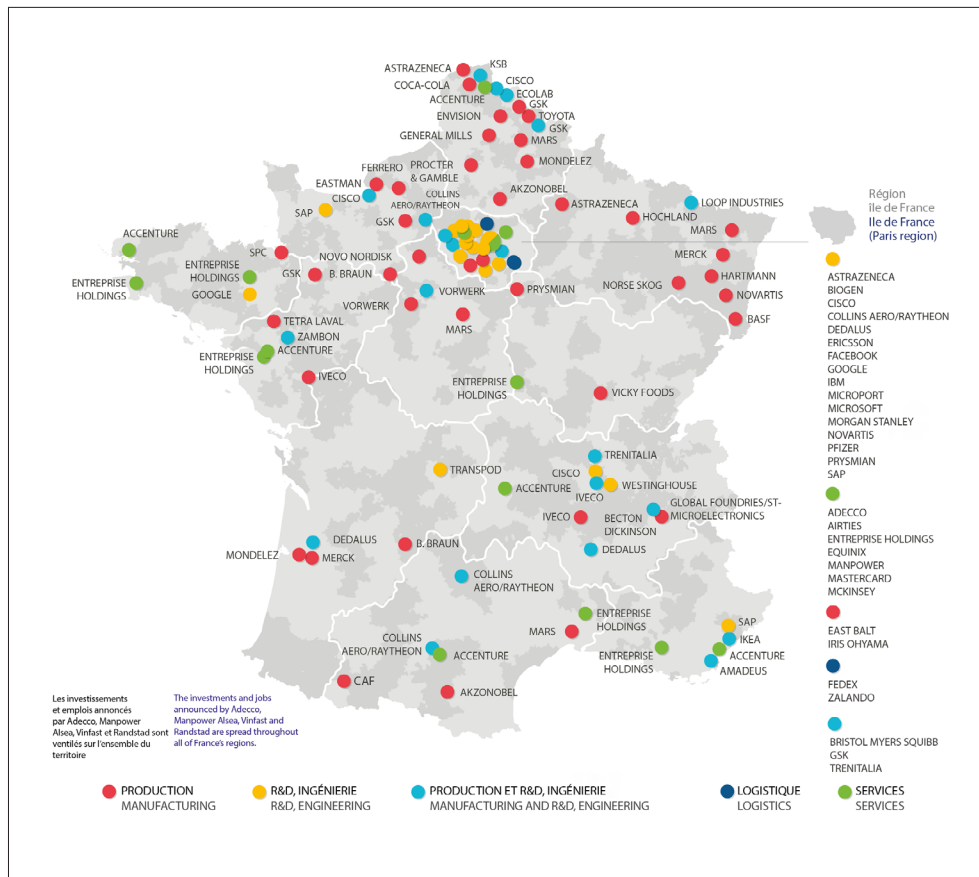 ASTRAZENECA
KSB
COCA-COLA
CISCO
ACCENTURE
ECOLAB
GSK
ENVISION
TOYOTA
GSK
GENERAL MILLS
MARS
MONDELEZ
PROCTER
& GAMBLE
FERRERO
EASTMAN
CISCO
COLLINS
AERO/RAYTHEON
AKZONOBEL
ASTRAZENECA
LOOP INDUSTRIES
SAP
GSK
HOCHLAND
MARS
Région
île de France
Ile de France
(Paris region)
ACCENTURE
SPC
NOVO NORDISK
MERCK
ENTREPRISE
HOLDINGS
ENTREPRISE
HOLDINGS
GSK
B. BRAUN
HARTMANN
NORSE SKOG
GOOGLE
VORWERK
VORWERK
PRYSMIAN
NOVARTIS
TETRA LAVAL
MARS
BASF
ZAMBON
ACCENTURE
ENTREPRISE
HOLDINGS
IVECO
ENTREPRISE
HOLDINGS
VICKY FOODS
TRENITALIA
TRANSPOD
CISCO
ACCENTURE
IVECO
WESTINGHOUSE
GLOBAL FOUNDRIES/ST-
MICROELECTRONICS
IVECO
BECTON
DICKINSON
DEDALUS
MONDELEZ
MERCK
B. BRAUN
DEDALUS
COLLINS
AERO/RAYTHEON
ENTREPRISE
HOLDINGS
MARS
SAP
IKEA
COLLINS
AERO/RAYTHEON
ACCENTURE
ENTREPRISE
HOLDINGS
ACCENTURE
AMADEUS
CAF
AKZONOBEL
ASTRAZENECA
BIOGEN
CISCO
COLLINS AERO/RAYTHEON
DEDALUS
ERICSSON
FACEBOOK
GOOGLE
IBM
MICROPORT
MICROSOFT
MORGAN STANLEY
NOVARTIS
PFIZER
PRYSMIAN
SAP
ADECCO
AIRTIES
ENTREPRISE HOLDINGS
EQUINIX
MANPOWER
MASTERCARD
MCKINSEY
EAST BALT
IRIS OHYAMA
FEDEX
ZALANDO
BRISTOL MYERS SQUIBB
GSK
TRENITALIA
Les investissements
et emplois annoncés
par Adecco, Manpower
Alsea, Vinfast et Randstad sont
ventilés sur l'ensemble du
territoire
The investments and jobs
announced by Adecco,
Manpower Alsea, Vinfast and
Randstad are spread throughout
all of France's regions.
PRODUCTION
MANUFACTURING
R&D, INGÉNIERIE
R&D, ENGINEERING
PRODUCTION ET R&D, INGÉNIERIE
MANUFACTURING AND R&D, ENGINEERING
LOGISTIQUE
LOGISTICS
SERVICES
SERVICES